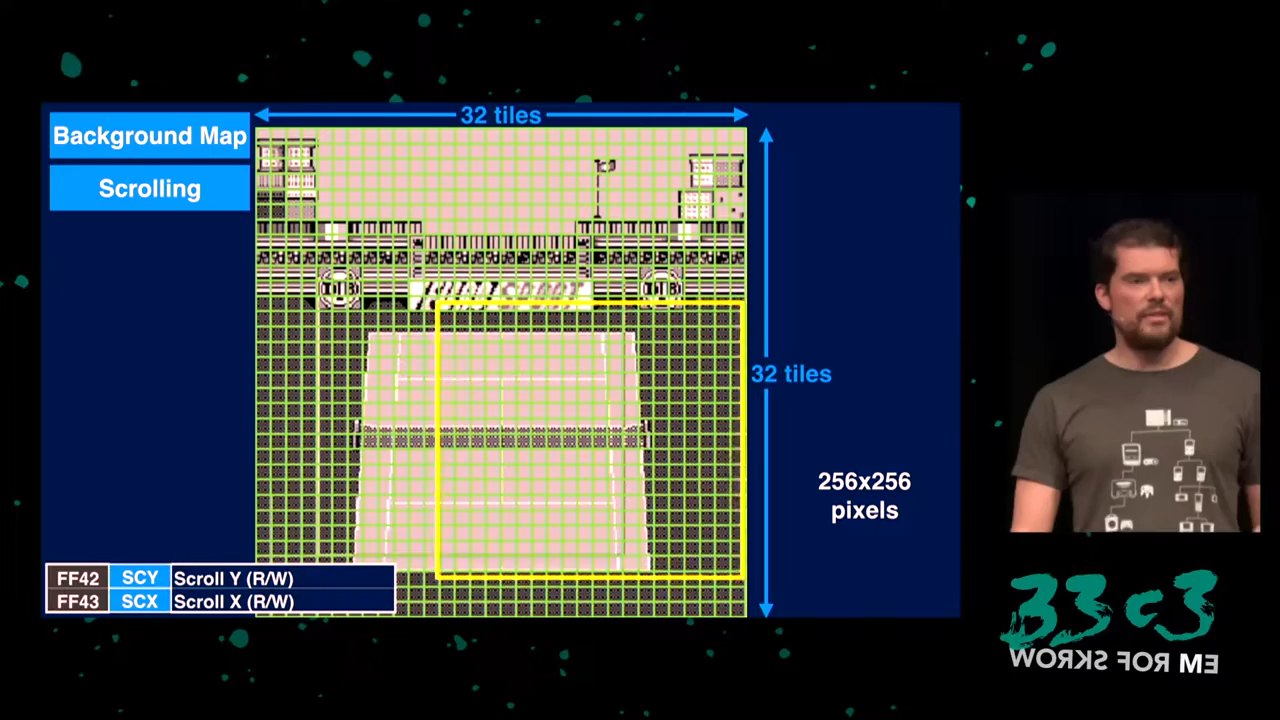 32 tiles
Background Map
Scrolling
32 tiles
256x256
pixels
FF42 SCY Scroll Y (R/W)
FF43 SCX Scroll X (R/W)
33c3
WORKS FOR ME